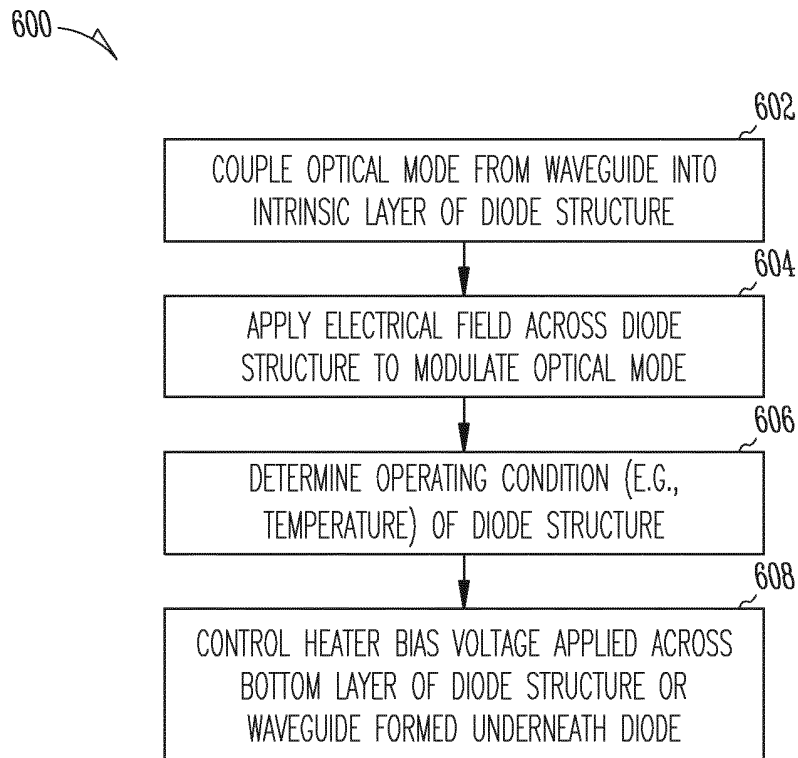 600
602
COUPLE OPTICAL MODE FROM WAVEGUIDE INTO
INTRINSIC LAYER OF DIODE STRUCTURE
604
APPLY ELECTRICAL FIELD ACROSS DIODE
STRUCTURE TO MODULATE OPTICAL MODE
606
DETERMINE OPERATING CONDITION (E.G.,
TEMPERATURE) OF DIODE STRUCTURE
608
CONTROL HEATER BIAS VOLTAGE APPLIED ACROSS
BOTTOM LAYER OF DIODE STRUCTURE OR
WAVEGUIDE FORMED UNDERNEATH DIODE